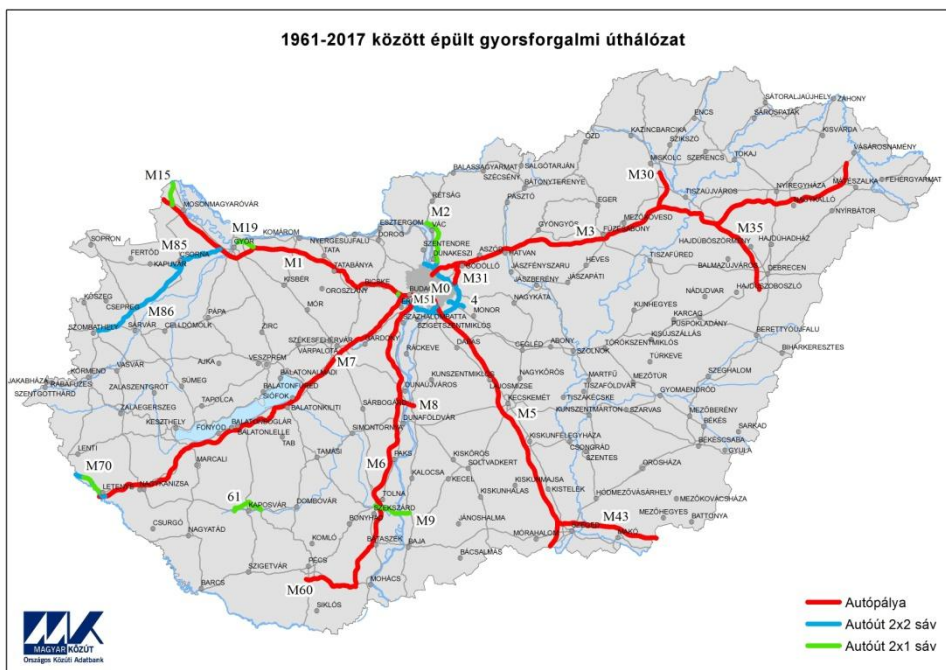 1961-2017 között épült gyorsforgalmi úthálózat
SÁTORALJAÚJHELY
ZÁHONY
ENCS
SÁROSPATAK
KISVÁRDA
KAZINCBARCIKA
ÓZD
SZIKSZÓ
VÁSÁROSNAMÉNY
MISKOLC
SZERENCS
TOKAJ
BALASSAGYARMAT
SALGÓTARJÁN
SZÉCSÉNY
BÁTONYTERENYE
M30
FEHÉRGYARMAT
MÁTÉSZALKA
NYÍREGYHÁZA
TISZAÚJVÁROS
NAGYKÁLLÓ
NYÍRBÁTOR
M15
MOSONMAGYARÓVÁR
RÉTSÁG
PÁSZTÓ
EGER
M2
VÁC
ESZTERGOM
DOROG
M19
KOMÁROM
NYERGESÚJFALU
GYÖNGYÖS
MEZŐKÖVESD
FÜZESABONY
M3
M35
HAJDÚHADHÁZ
HAJDÚBÖSZÖRMÉNY
SOPRON
M85
GYŐR
CSORNA
FERTŐD
KAPUVÁR
M1
TATA
TATABÁNYA
SZENTENDRE
DUNAKESZI
ASZÓD
HATVAN
GÖDÖLLŐ
M31
JÁSZFÉNYSZARU
HEVES
TISZAFÜRED
BALMAZÚJVÁROS
DEBRECEN
JÁSZBERÉNY
JÁSZAPÁTI
HAJDÚSZOBOSZLÓ
NÁDUDVAR
KISBÉR
OROSZLÁNY
BICSKE
M0
M51
4
KŐSZEG
CSEPREG
M86
PÁPA
MÓR
MONOR
NAGYKÁTA
KUNHEGYES
KARCAG
PÜSPÖKLADÁNY
SZOMBATHELY
SÁRVÁR
CELLDÖMÖLK
ZIRC
SZÉKESFEHÉRVÁR
VÁRPALOTA
SZÁZHALOMBATTA
SZIGETSZENTMIKLÓS
KISÚJSZÁLLÁS
TÖRÖKSZENTMIKLÓS
BERETTYÓÚJFALU
BIHARKERESZTES
M7
RÁCKEVE
DABAS
CEGLÉD
ABONY
SZOLNOK
TÚRKEVE
KÖRMEND
VASVÁR
AJKA
VESZPRÉM
BALATONALMÁDI
JAKABHÁZA
RÁBAFÜZES
SZENTGOTTHÁRD
ZALASZENTGRÓT
SÜMEG
BALATONFÜRED
SIÓFOK
DUNAÚJVÁROS
KUNSZENTMIKLÓS
LAJOSMIZSE
NAGYKŐRÖS
MARTFŰ
MEZŐTÚR
SZEGHALOM
TISZAFÖLDVÁR
GYOMAENDRŐD
TAPOLCA
ZALAEGERSZEG
KESZTHELY
BALATONBOGLÁR
BALATONKILITI
SÁRBOGÁRD
M8
DUNAFÖLDVÁR
KECSKEMÉT
TISZAKÉCSKE
KUNSZENTMÁRTON
SZARVAS
MEZŐBERÉNY
BÉKÉS
SARKAD
FONYÓD
BALATONLELLE
TAB
SIMONTORNYA
M5
BÉKÉSCSABA
GYULA
LENTI
MARCALI
TAMÁSI
M6
PAKS
KISKUNFÉLEGYHÁZA
CSONGRÁD
SZENTES
M70
LETENYE
NAGYKANIZSA
KALOCSA
KISKŐRÖS
SOLTVADKERT
OROSHÁZA
61
KAPOSVÁR
DOMBÓVÁR
TOLNA
KECEL
KISKUNHALAS
KISKUNMAJSA
KISTELEK
HÓDMEZŐVÁSÁRHELY
MEZŐKOVÁCSHÁZA
CSURGÓ
NAGYATÁD
SZEKSZÁRD
BONYHÁD
M9
M43
MEZŐHEGYES
BATTONYA
JÁNOSHALMA
MÓRAHALOM
SZEGED
MAKÓ
KOMLÓ
BÁTASZÉK
BAJA
BÁCSALMÁS
BARCS
SZIGETVÁR
PÉCS
M60
MOHÁCS
SIKLÓS
Autópálya
Autóút 2x2 sáv
Autóút 2x1 sáv
MAGYAR KÖZÚT
Országos Közúti Adatbank